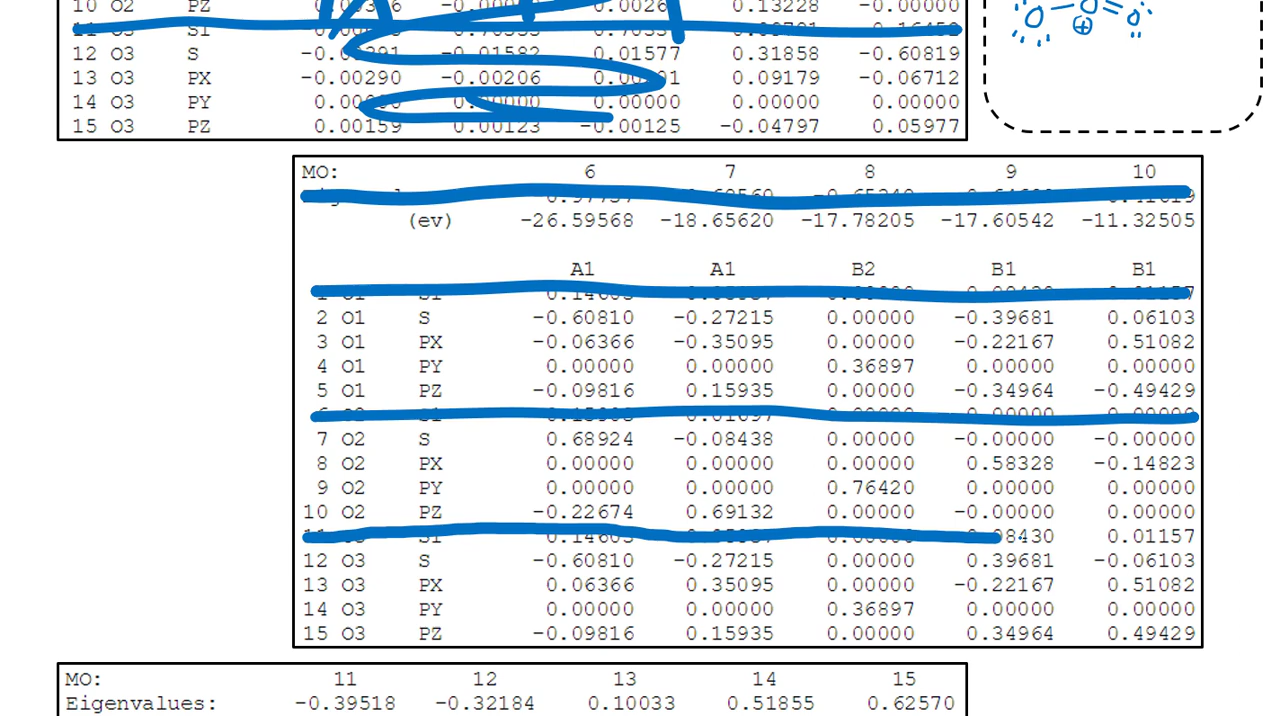 10 O2 PZ 0.13228 -0.00000
12 O3 S -0.01582 0.01577 0.31858 -0.60819
13 O3 PX -0.00290 -0.00206 0.09179 -0.06712
14 O3 PY 0.00000 0.00000 0.00000
15 O3 PZ 0.00159 0.00123 -0.00125 -0.04797 0.05977
O O O
MO: 6 7 8 9 10
(ev) -26.59568 -18.65620 -17.78205 -17.60542 -11.32505
A1 A1 B2 B1 B1
2 O1 S -0.60810 -0.27215 0.00000 -0.39681 0.06103
3 O1 PX -0.06366 -0.35095 0.00000 -0.22167 0.51082
4 O1 PY 0.00000 0.00000 0.36897 0.00000 0.00000
5 O1 PZ -0.09816 0.15935 0.00000 -0.34964 -0.49429
7 O2 S 0.68924 -0.08438 0.00000 -0.00000 -0.00000
8 O2 PX 0.00000 0.00000 0.00000 0.58328 -0.14823
9 O2 PY 0.00000 0.00000 0.76420 0.00000 0.00000
10 O2 PZ -0.22674 0.69132 0.00000 -0.00000 0.00000
0.01157
12 O3 S -0.60810 -0.27215 0.00000 0.39681 -0.06103
13 O3 PX 0.06366 0.35095 0.00000 -0.22167 0.51082
14 O3 PY 0.00000 0.00000 0.36897 0.00000 0.00000
15 O3 PZ -0.09816 0.15935 0.00000 0.34964 0.49429
MO: 11 12 13 14 15
Eigenvalues: -0.39518 -0.32184 0.10033 0.51855 0.62570